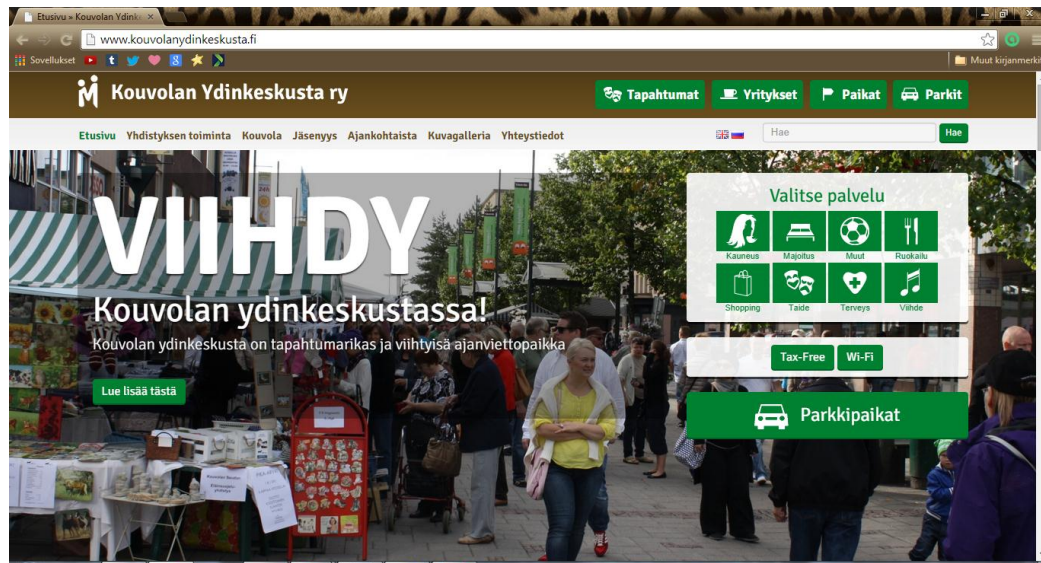 Etusivu » Kouvolan Ydink
www.kouvolanydinkeskusta.fi
Sovellukset
Muut kirjanmerkit
Kouvolan Ydinkeskusta ry
Tapahtumat
Yritykset
Paikat
Parkit
Etusivu Yhdistyksen toiminta Kouvola Jäsenyys Ajankohtaista Kuvagalleria Yhteystiedot
Hae
Hae
VIIHDY
Kouvolan ydinkeskustassa!
Kouvolan ydinkeskusta on tapahtumarikas ja viihtyisä ajanviettopaikka
Lue lisää tästä
Valitse palvelu
Kauneus Majoitus Muut Ruokailu
Shopping Taide Terveys Viihde
Tax-Free Wi-Fi
Parkkipaikat